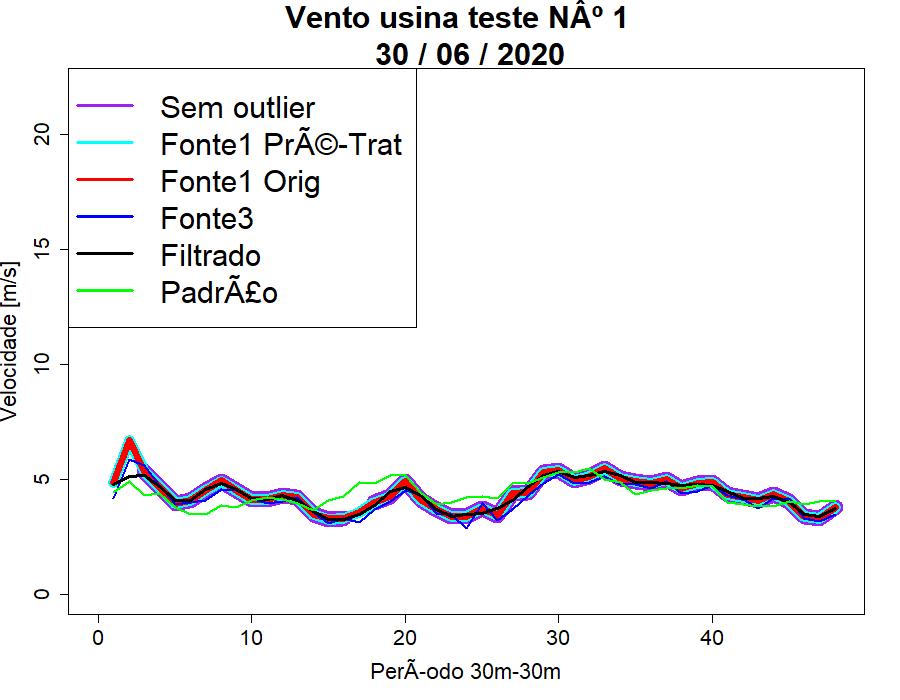 Vento usina teste NÂº 1
30 / 06 / 2020
Sem outlier
Fonte1 PrÃ©-Trat
Fonte1 Orig
Fonte3
Filtrado
PadrÃ£o
Velocidade [m/s]
20
15
10
5
0
0 10 20 30 40
PerÃ-odo 30m-30m